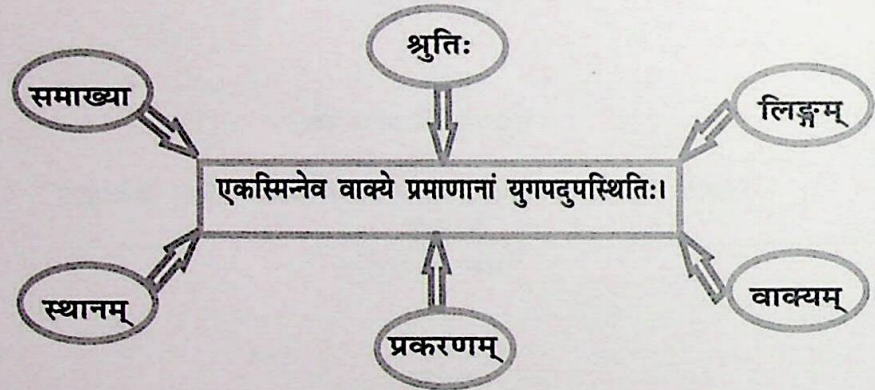 श्रुतिः
समाख्या
लिङ्गम्
एकस्मिन्नेव वाक्ये प्रमाणानां युगपदुपस्थितिः।
स्थानम्
वाक्यम्
प्रकरणम्